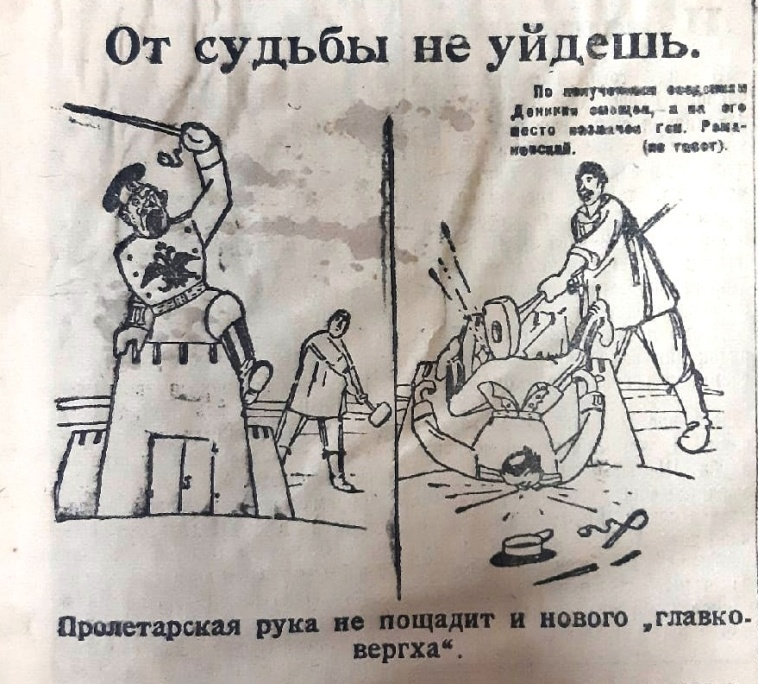 От судьбы не уйдешь.
По полученным сведениям
Деникин смещен, а на его
место назначен ген. Рома-
новский. (из газет).
Пролетарская рука не пощадит и нового „главко-
вергха“.